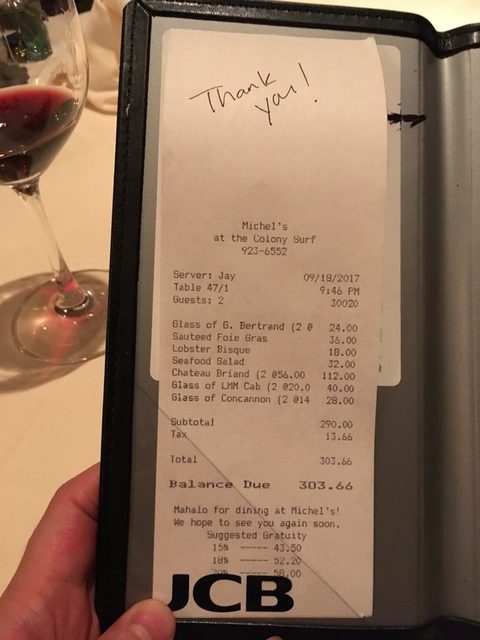 Thank
you!
Michel's
at the Colony Surf
923-6552
Server: Jay 09/18/2017
Table 47/1 9:46 PM
Guests: 2 30020
Glass of G. Bertrand (2 @ 24.00
Sauteed Foie Gras 36.00
Lobster Bisque 18.00
Seafood Salad 32.00
Chateau Briand (2 @56.00 112.00
Glass of LMM Cab (2 @20.0 40.00
Glass of Concannon (2 @14 28.00
Subtotal 290.00
Tax 13.66
Total 303.66
Balance Due 303.66
Mahalo for dining at Michel's!
We hope to see you again soon.
Suggested Gratuity
15% ----- 43.50
18% ----- 52.20
20% ----- 58.00
JCB